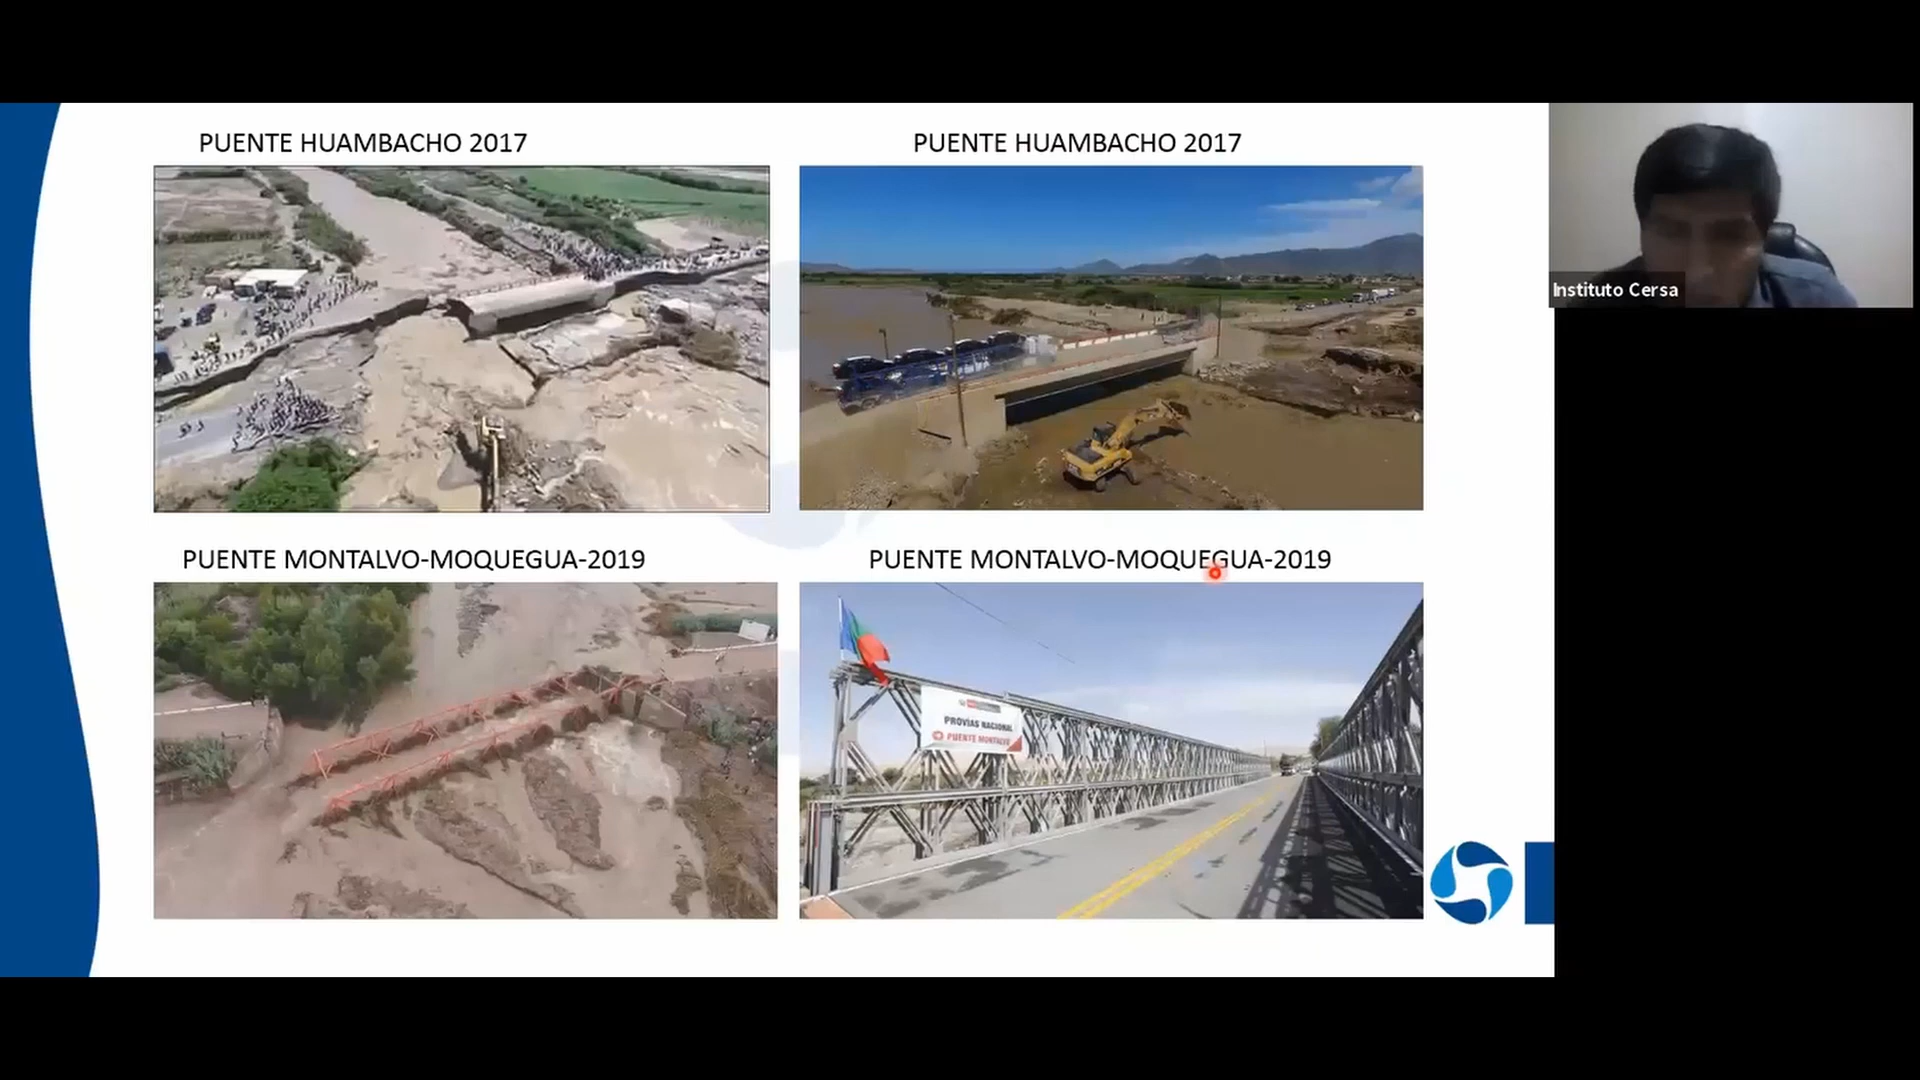 PUENTE HUAMBACHO 2017
PUENTE HUAMBACHO 2017
Instituto Cersa
PUENTE MONTALVO-MOQUEGUA-2019
PUENTE MONTALVO-MOQUEGUA-2019
PROVÍAS NACIONAL
PUENTE MONTALVO